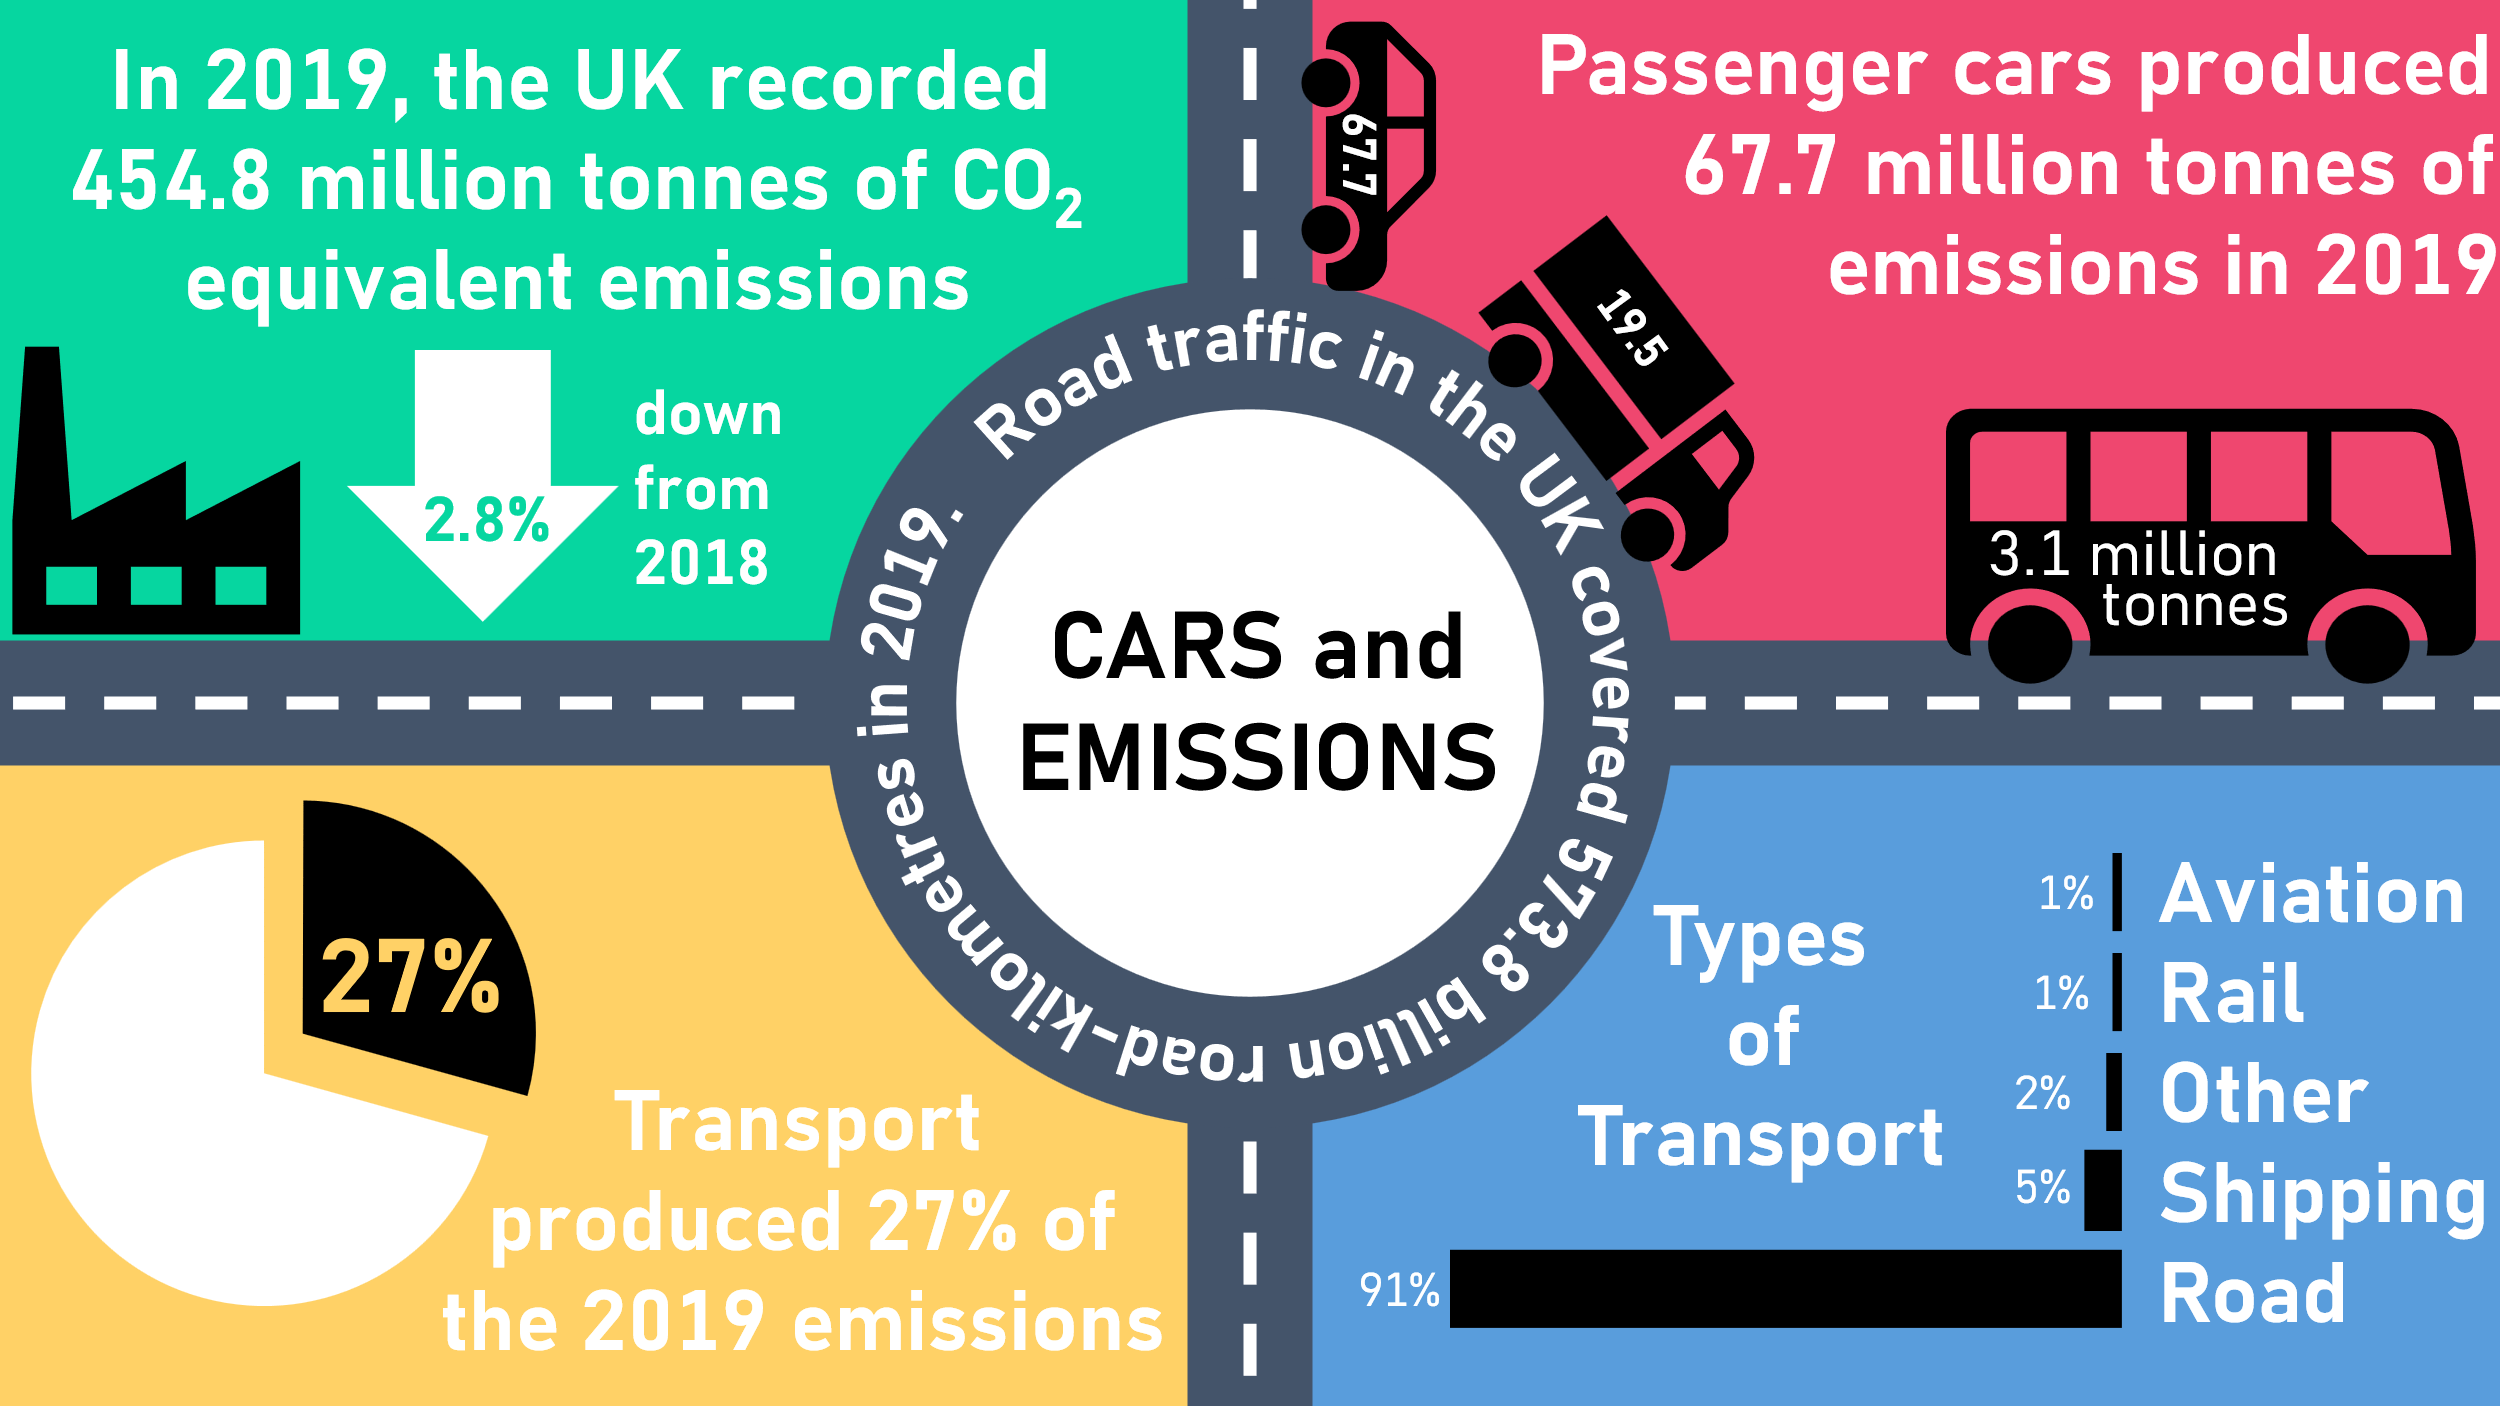 In 2019, the UK recorded
454.8 million tonnes of CO₂
equivalent emissions
2.8%
down
from
2018
Passenger cars produced
67.7 million tonnes of
emissions in 2019
67.7
19.5
3.1 million
tonnes
Road traffic in the UK covered 573.8 billion road-kilometres in 2019.
CARS and
EMISSIONS
27%
Transport
produced 27% of
the 2019 emissions
Types
of
Transport
1% Aviation
1% Rail
2% Other
5% Shipping
91% Road